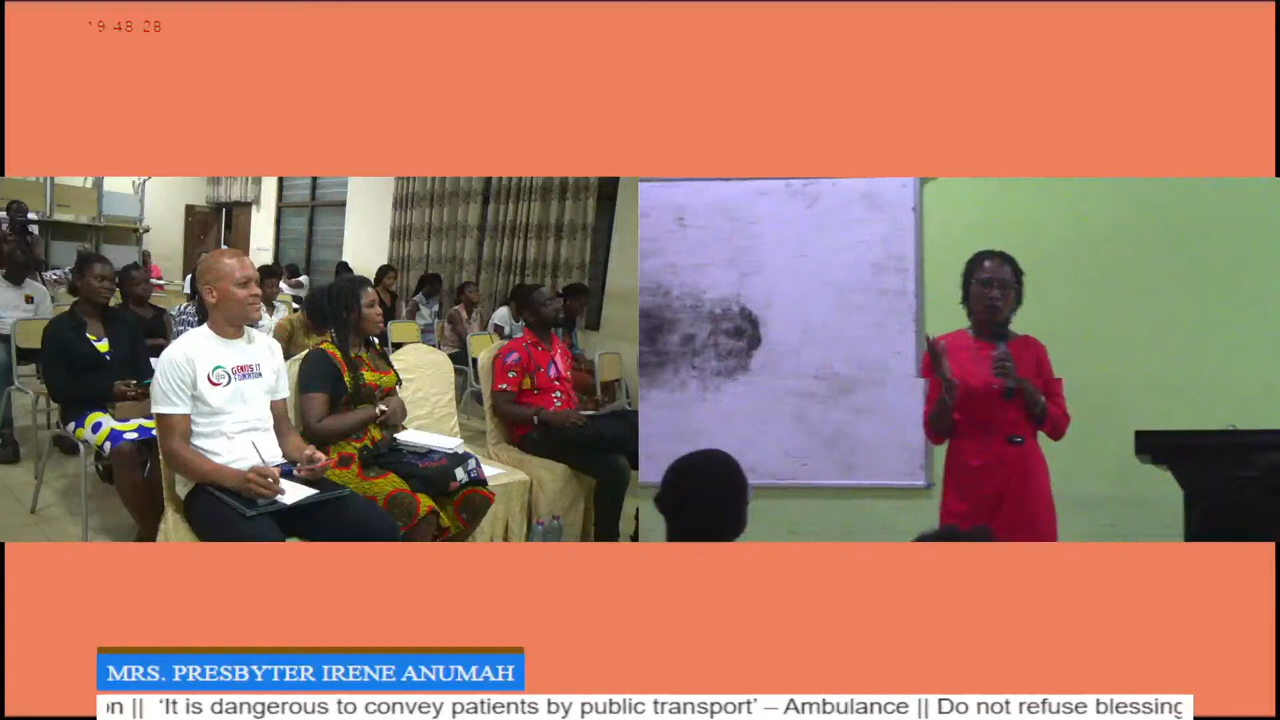 19 48 28
GENIUS IT
FOUNDATION
MRS. PRESBYTER IRENE ANUMAH
|| ‘It is dangerous to convey patients by public transport’ – Ambulance || Do not refuse blessing